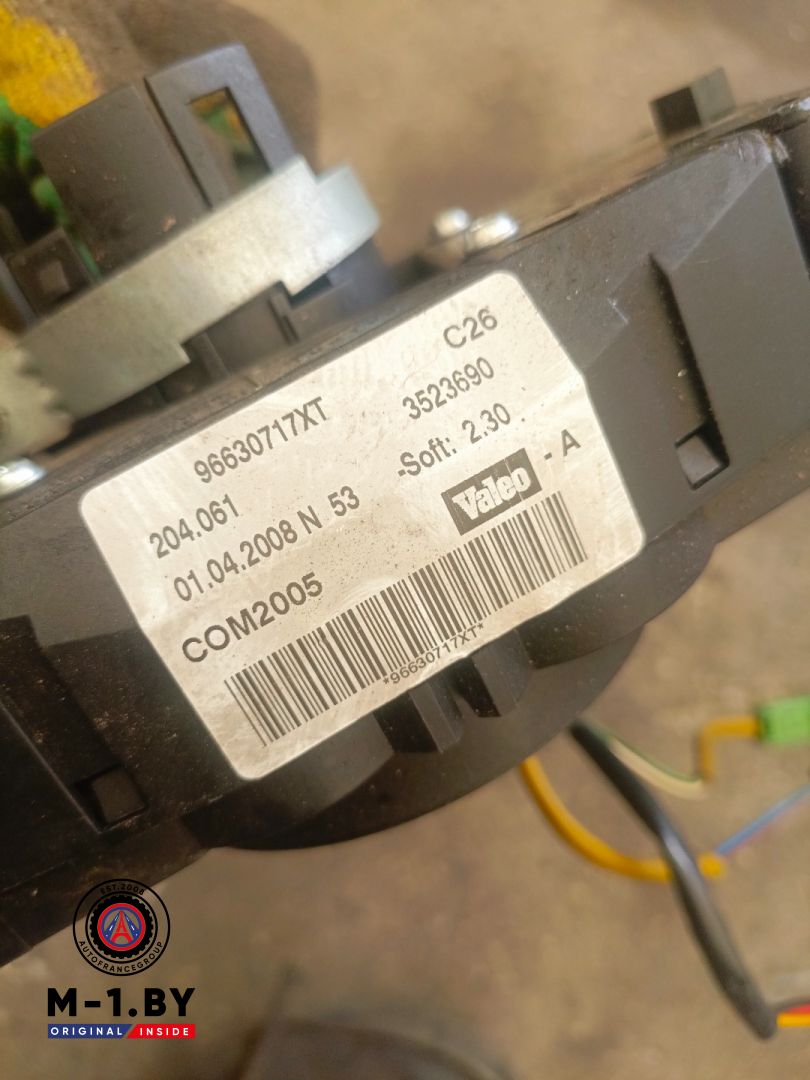 C26
96630717XT 3523690
204.061 -Soft: 2.30
01.04.2008 N 53 Valeo - A
COM2005
*96630717XT*
EST.2008
AUTOFRANCEGROUP
M-1.BY
ORIGINAL INSIDE